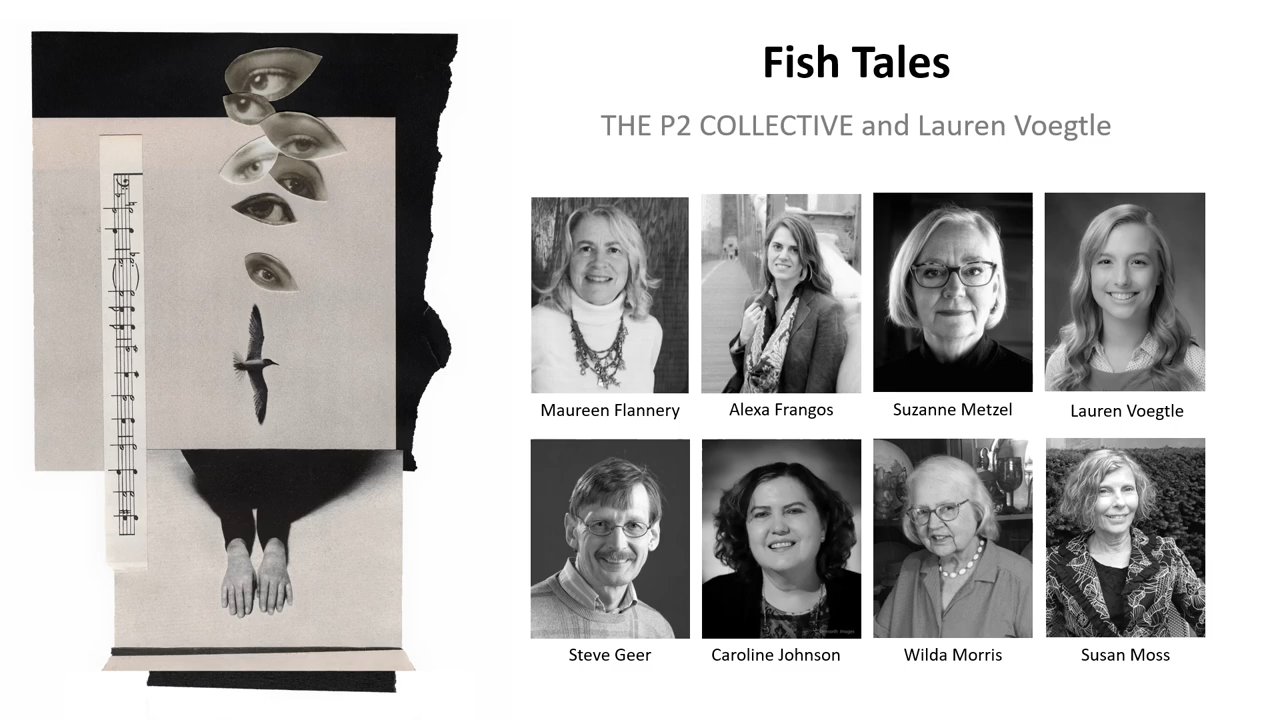 Fish Tales
THE P2 COLLECTIVE and Lauren Voegtle
Maureen Flannery
Alexa Frangos
Suzanne Metzel
Lauren Voegtle
Steve Geer
Caroline Johnson
Wilda Morris
Susan Moss